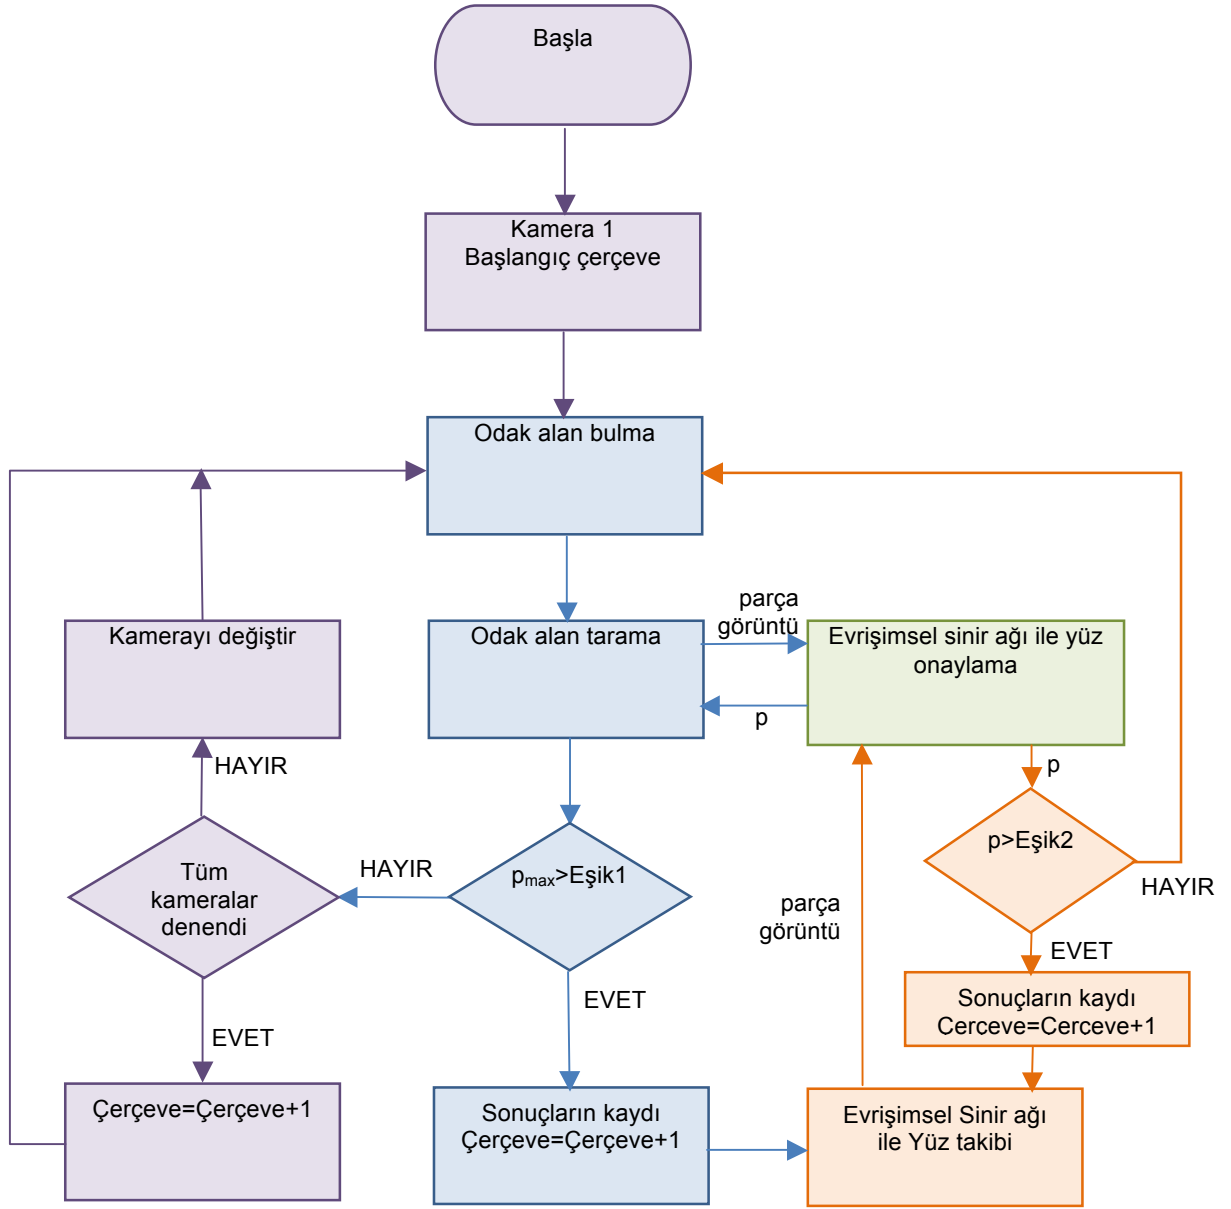 Başla
Kamera 1
Başlangıç çerçeve
Odak alan bulma
parça
görüntü
Kamerayı değiştir
Odak alan tarama
Evrişimsel sinir ağı ile yüz
onaylama
p
p
HAYIR
p>Eşik2
HAYIR
Tüm
kameralar
denendi
HAYIR
pmax>Eşik1
parça
görüntü
EVET
EVET
EVET
Sonuçların kaydı
Cerceve=Cerceve+1
Çerçeve=Çerçeve+1
Sonuçların kaydı
Çerçeve=Çerçeve+1
Evrişimsel Sinir ağı
ile Yüz takibi